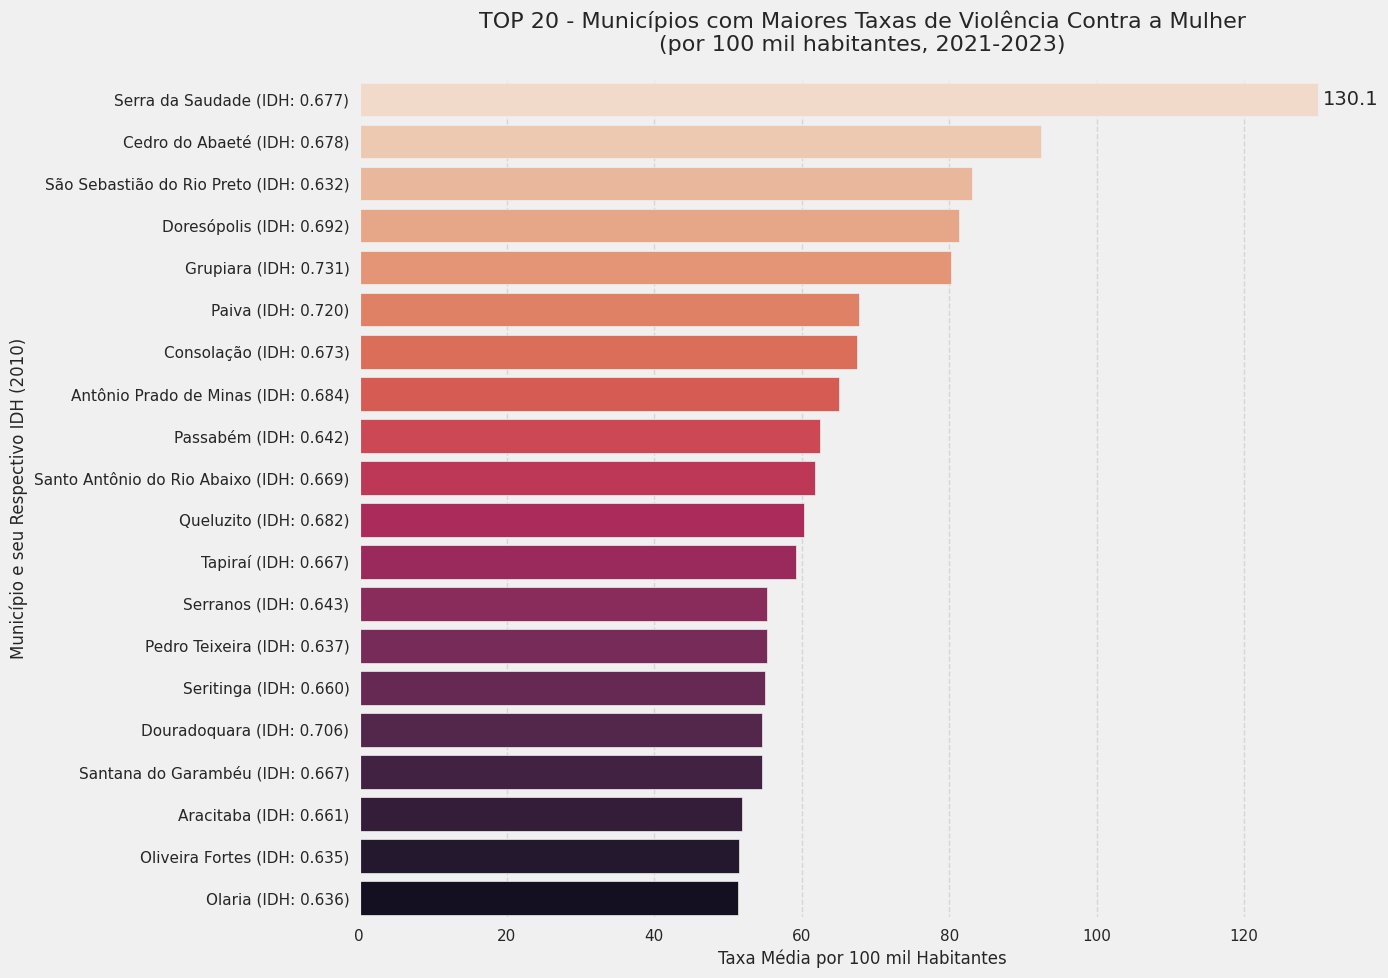 TOP 20 - Municípios com Maiores Taxas de Violência Contra a Mulher
(por 100 mil habitantes, 2021-2023)
Município e seu Respectivo IDH (2010)
Serra da Saudade (IDH: 0.677)
130.1
Cedro do Abaeté (IDH: 0.678)
São Sebastião do Rio Preto (IDH: 0.632)
Doresópolis (IDH: 0.692)
Grupiara (IDH: 0.731)
Paiva (IDH: 0.720)
Consolação (IDH: 0.673)
Antônio Prado de Minas (IDH: 0.684)
Passabém (IDH: 0.642)
Santo Antônio do Rio Abaixo (IDH: 0.669)
Queluzito (IDH: 0.682)
Tapiraí (IDH: 0.667)
Serranos (IDH: 0.643)
Pedro Teixeira (IDH: 0.637)
Seritinga (IDH: 0.660)
Douradoquara (IDH: 0.706)
Santana do Garambéu (IDH: 0.667)
Aracitaba (IDH: 0.661)
Oliveira Fortes (IDH: 0.635)
Olaria (IDH: 0.636)
0 20 40 60 80 100 120
Taxa Média por 100 mil Habitantes